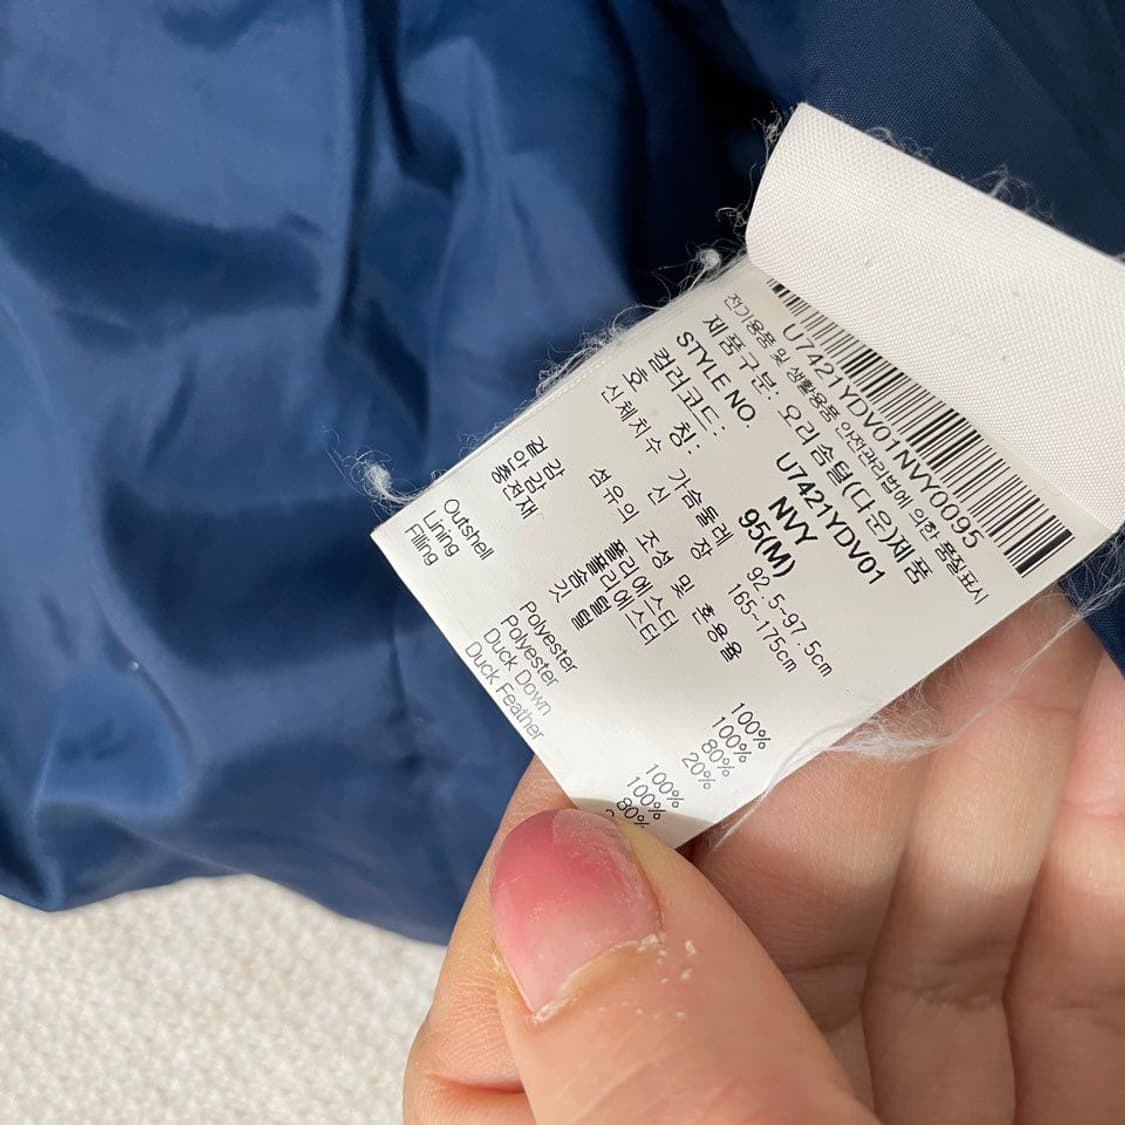 U7421YDV01NVY0095
전기용품 및 생활용품 안전관리법에 의한 품질표시
제품구분: 오리솜털(다운)제품
STYLE NO. U7421YDV01
컬러코드: NVY
호 칭: 95(M)
신체치수 가슴둘레 92.5-97.5cm
신 장 165-175cm
섬유의 조성 및 혼용율
겉 감 폴리에스터 100%
안 감 폴리에스터 100%
충전재 솜털 80%
깃털 20%
Outshell Polyester 100%
Lining Polyester 100%
Filling Duck Down 80%
Duck Feather